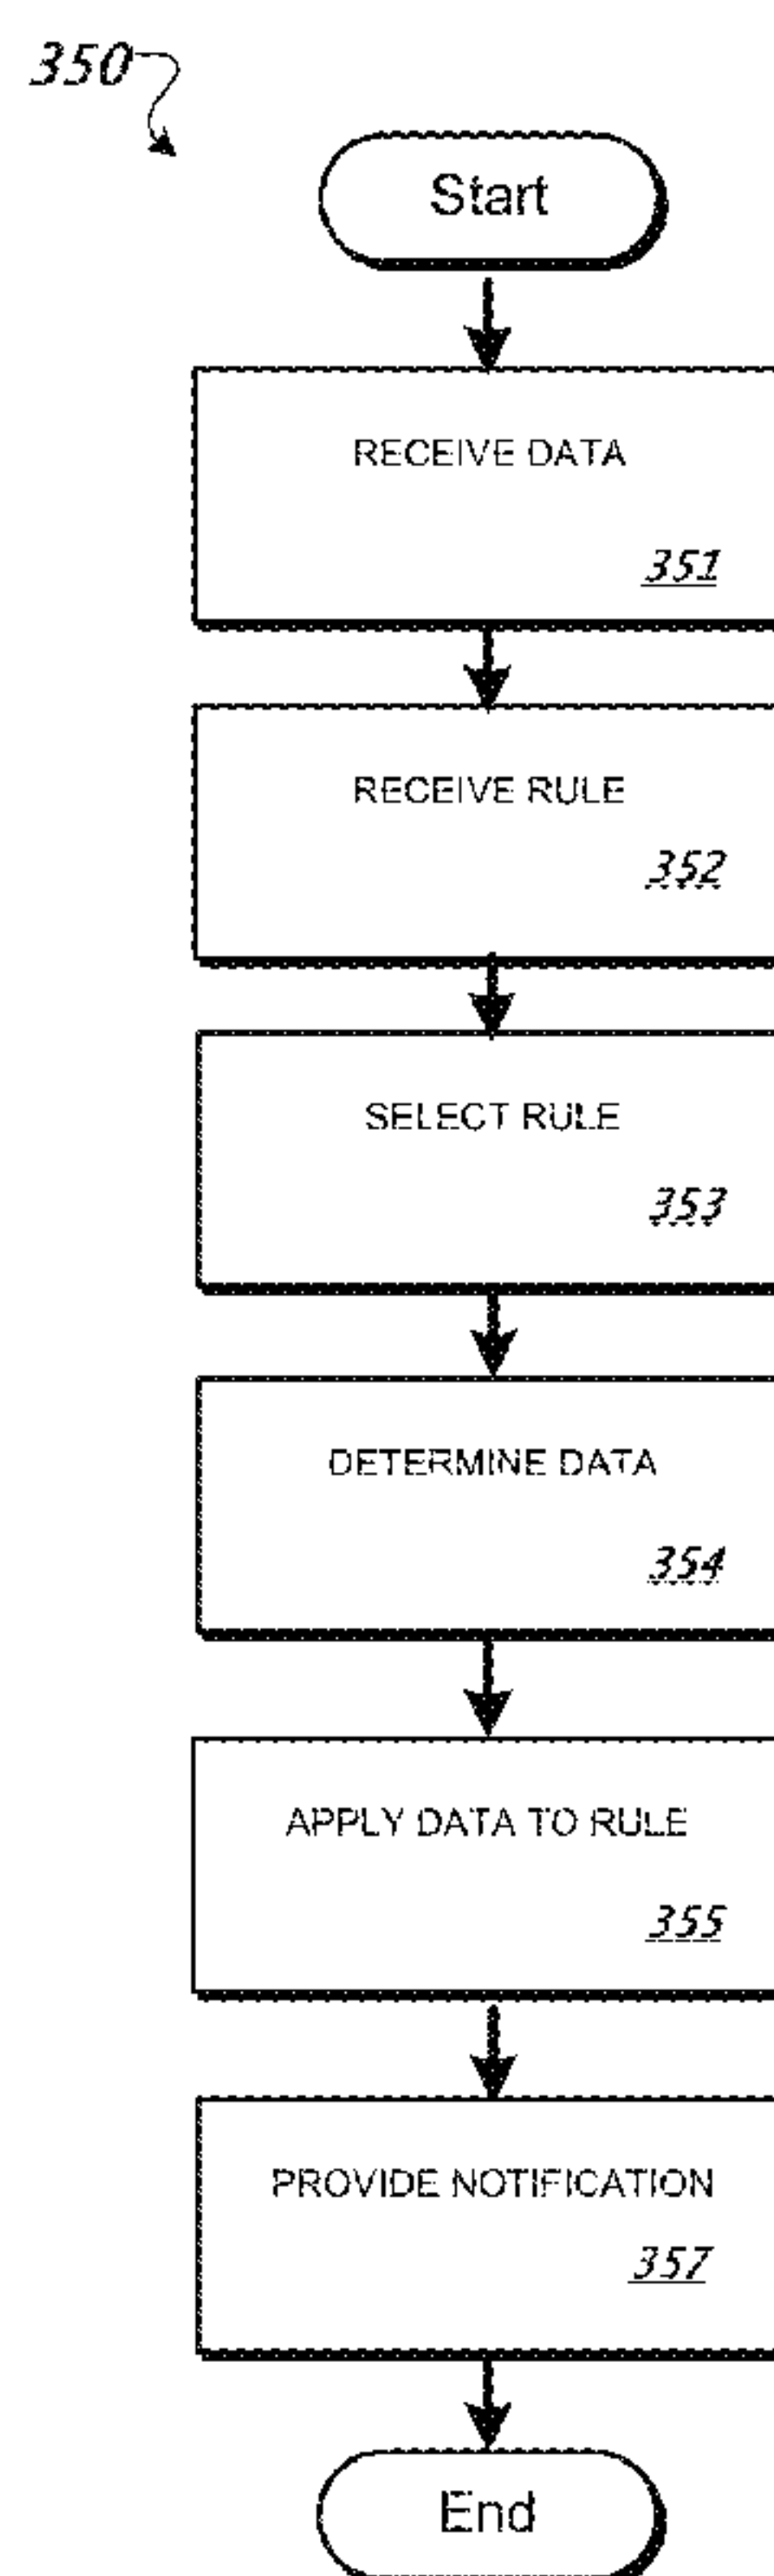 350
Start
RECEIVE DATA
351
RECEIVE RULE
352
SELECT RULE
353
DETERMINE DATA
354
APPLY DATA TO RULE
355
PROVIDE NOTIFICATION
357
End